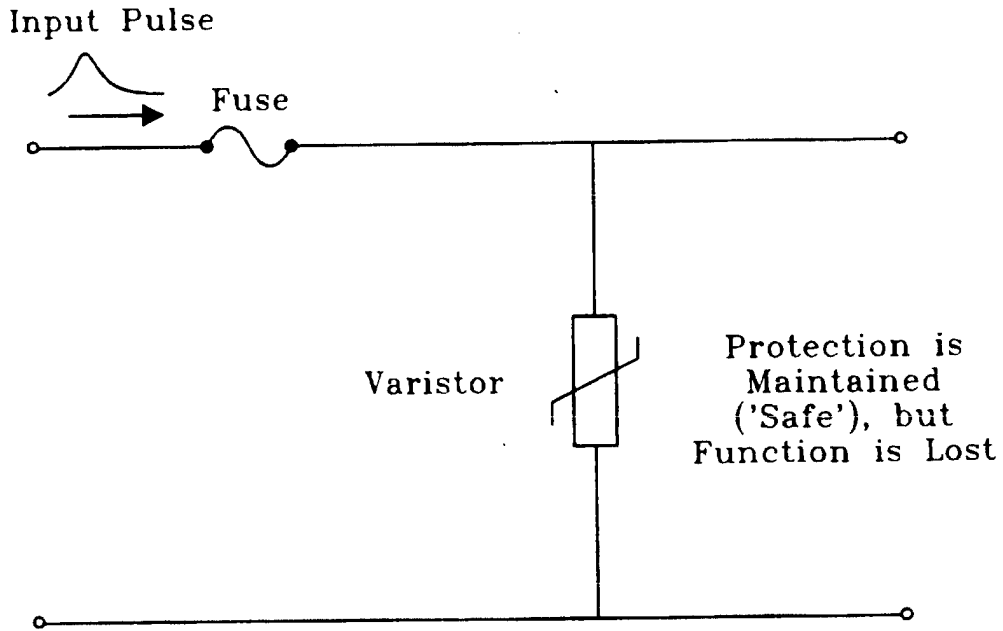 Input Pulse
Fuse
Varistor
Protection is
Maintained
('Safe'), but
Function is Lost